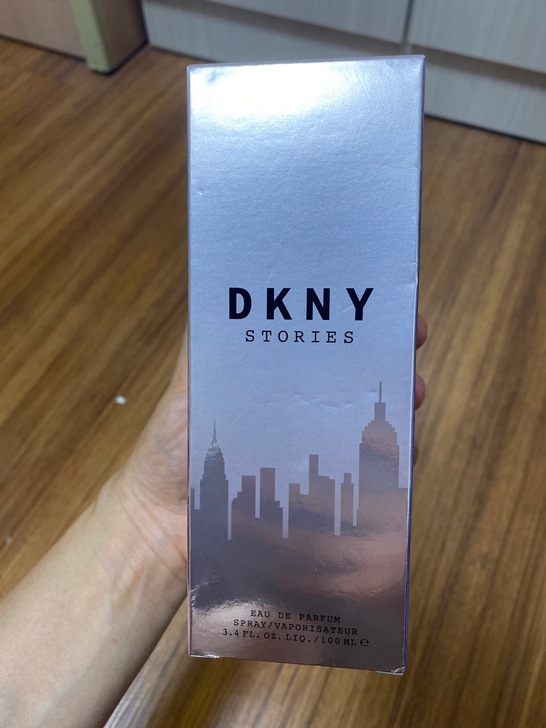 DKNY
STORIES
EAU DE PARFUM
SPRAY/VAPORISATEUR
3.4 FL. OZ. LIQ./100 ML ℮